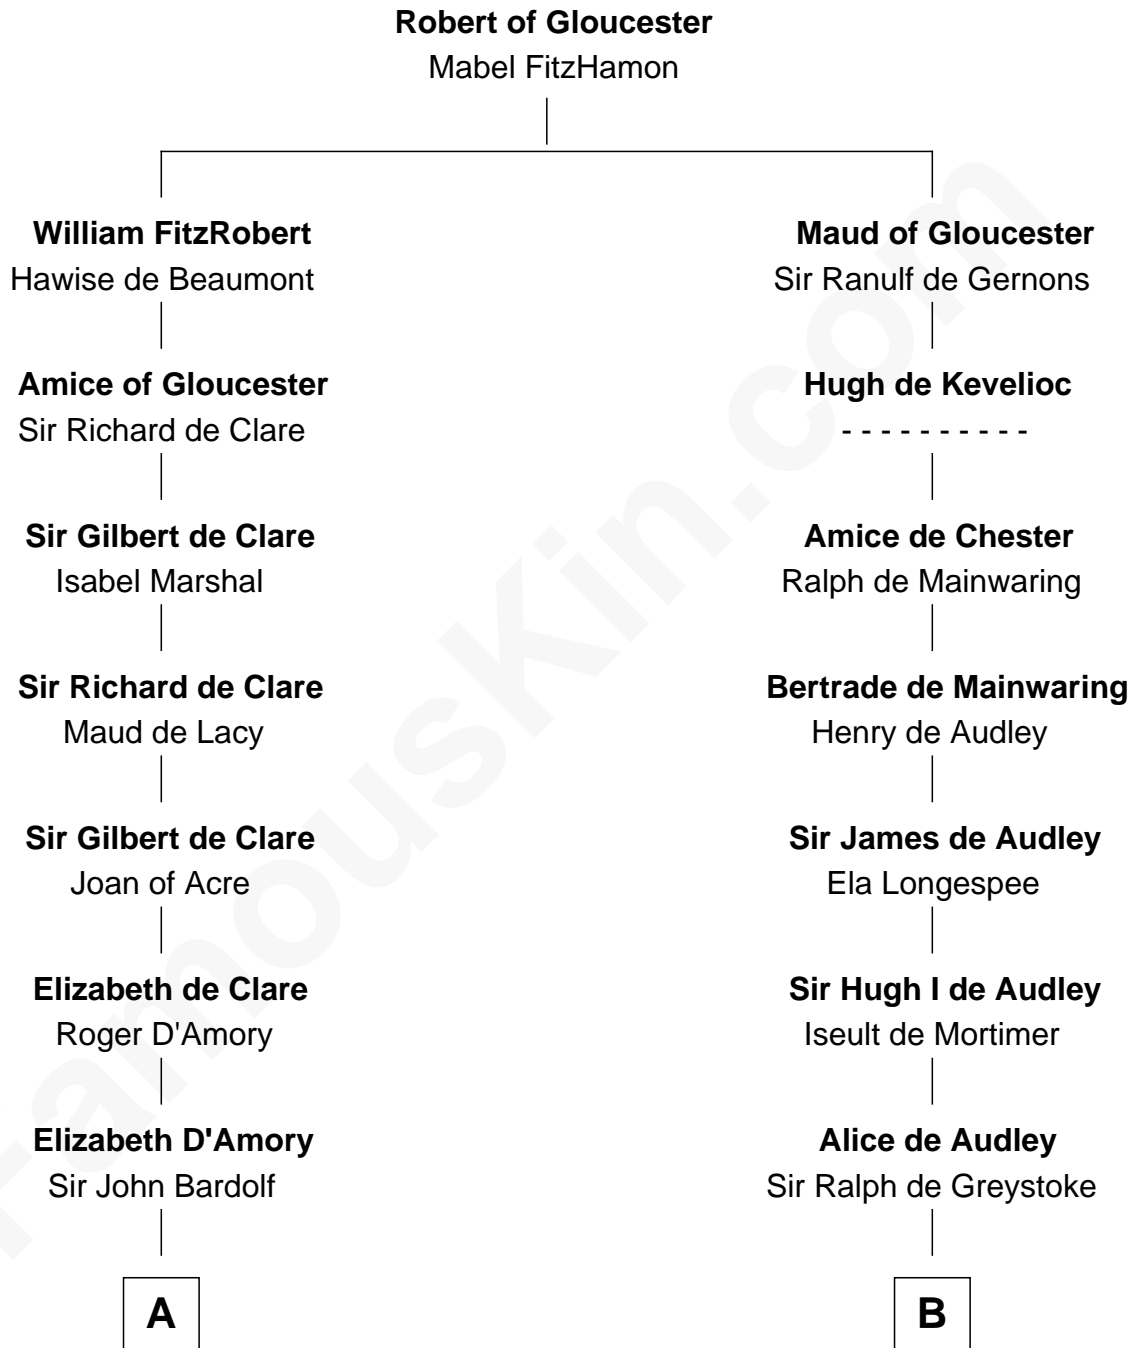 Robert of Gloucester
Mabel FitzHamon
William FitzRobert
Hawise de Beaumont
Maud of Gloucester
Sir Ranulf de Gernons
Amice of Gloucester
Sir Richard de Clare
Hugh de Kevelioc
- - - - - - - - - -
Sir Gilbert de Clare
Isabel Marshal
Amice de Chester
Ralph de Mainwaring
Sir Richard de Clare
Maud de Lacy
Bertrade de Mainwaring
Henry de Audley
Sir Gilbert de Clare
Joan of Acre
Sir James de Audley
Ela Longespee
Elizabeth de Clare
Roger D'Amory
Sir Hugh I de Audley
Iseult de Mortimer
Elizabeth D'Amory
Sir John Bardolf
Alice de Audley
Sir Ralph de Greystoke
A
B
FamousKin.com